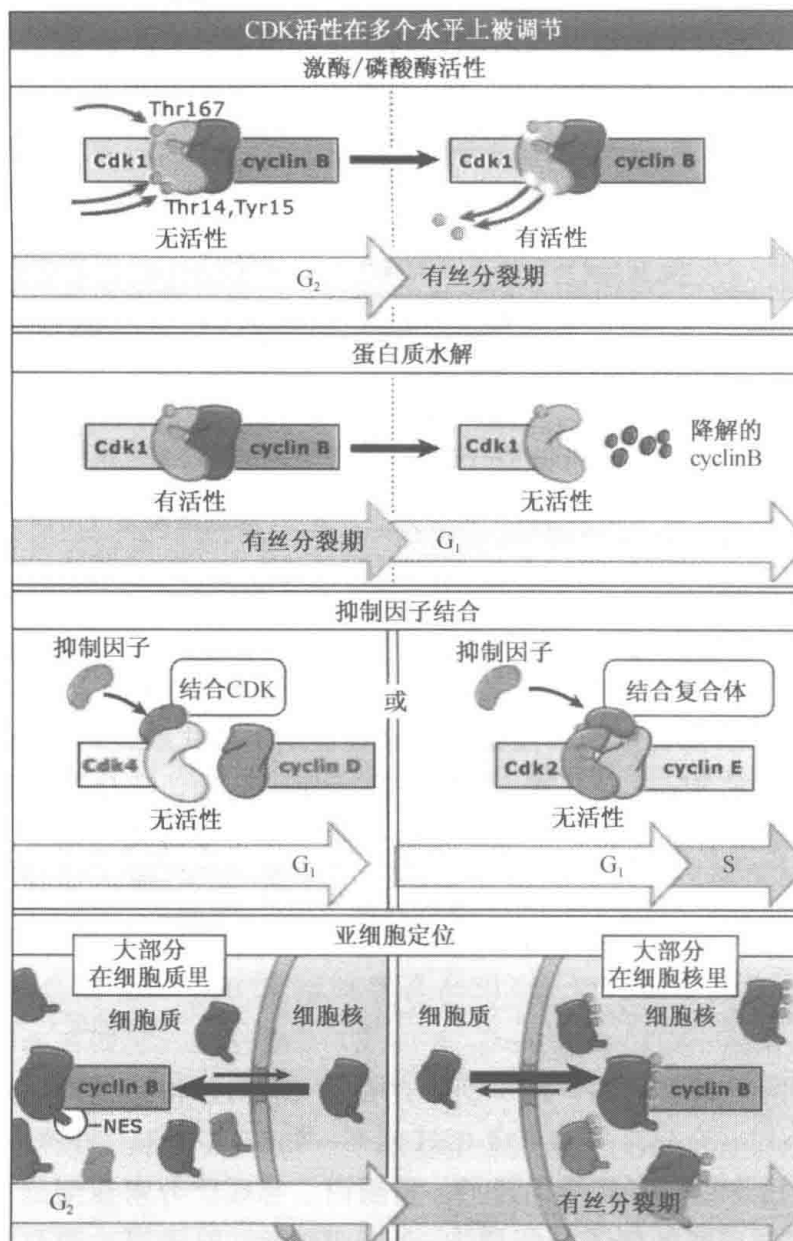 CDK活性在多个水平上被调节
激酶/磷酸酶活性
Thr167
Cdk1
cyclin B
Cdk1
cyclin B
Thr14,Tyr15
无活性
有活性
G₂
有丝分裂期
蛋白质水解
Cdk1
cyclin B
Cdk1
降解的
cyclinB
有活性
无活性
有丝分裂期
G₁
抑制因子结合
抑制因子
结合CDK
或
抑制因子
结合复合体
Cdk4
cyclin D
Cdk2
cyclin E
无活性
无活性
G₁
G₁
S
亚细胞定位
大部分
在细胞质里
大部分
在细胞核里
细胞质
细胞核
细胞质
细胞核
cyclin B
cyclin B
NES
G₂
有丝分裂期